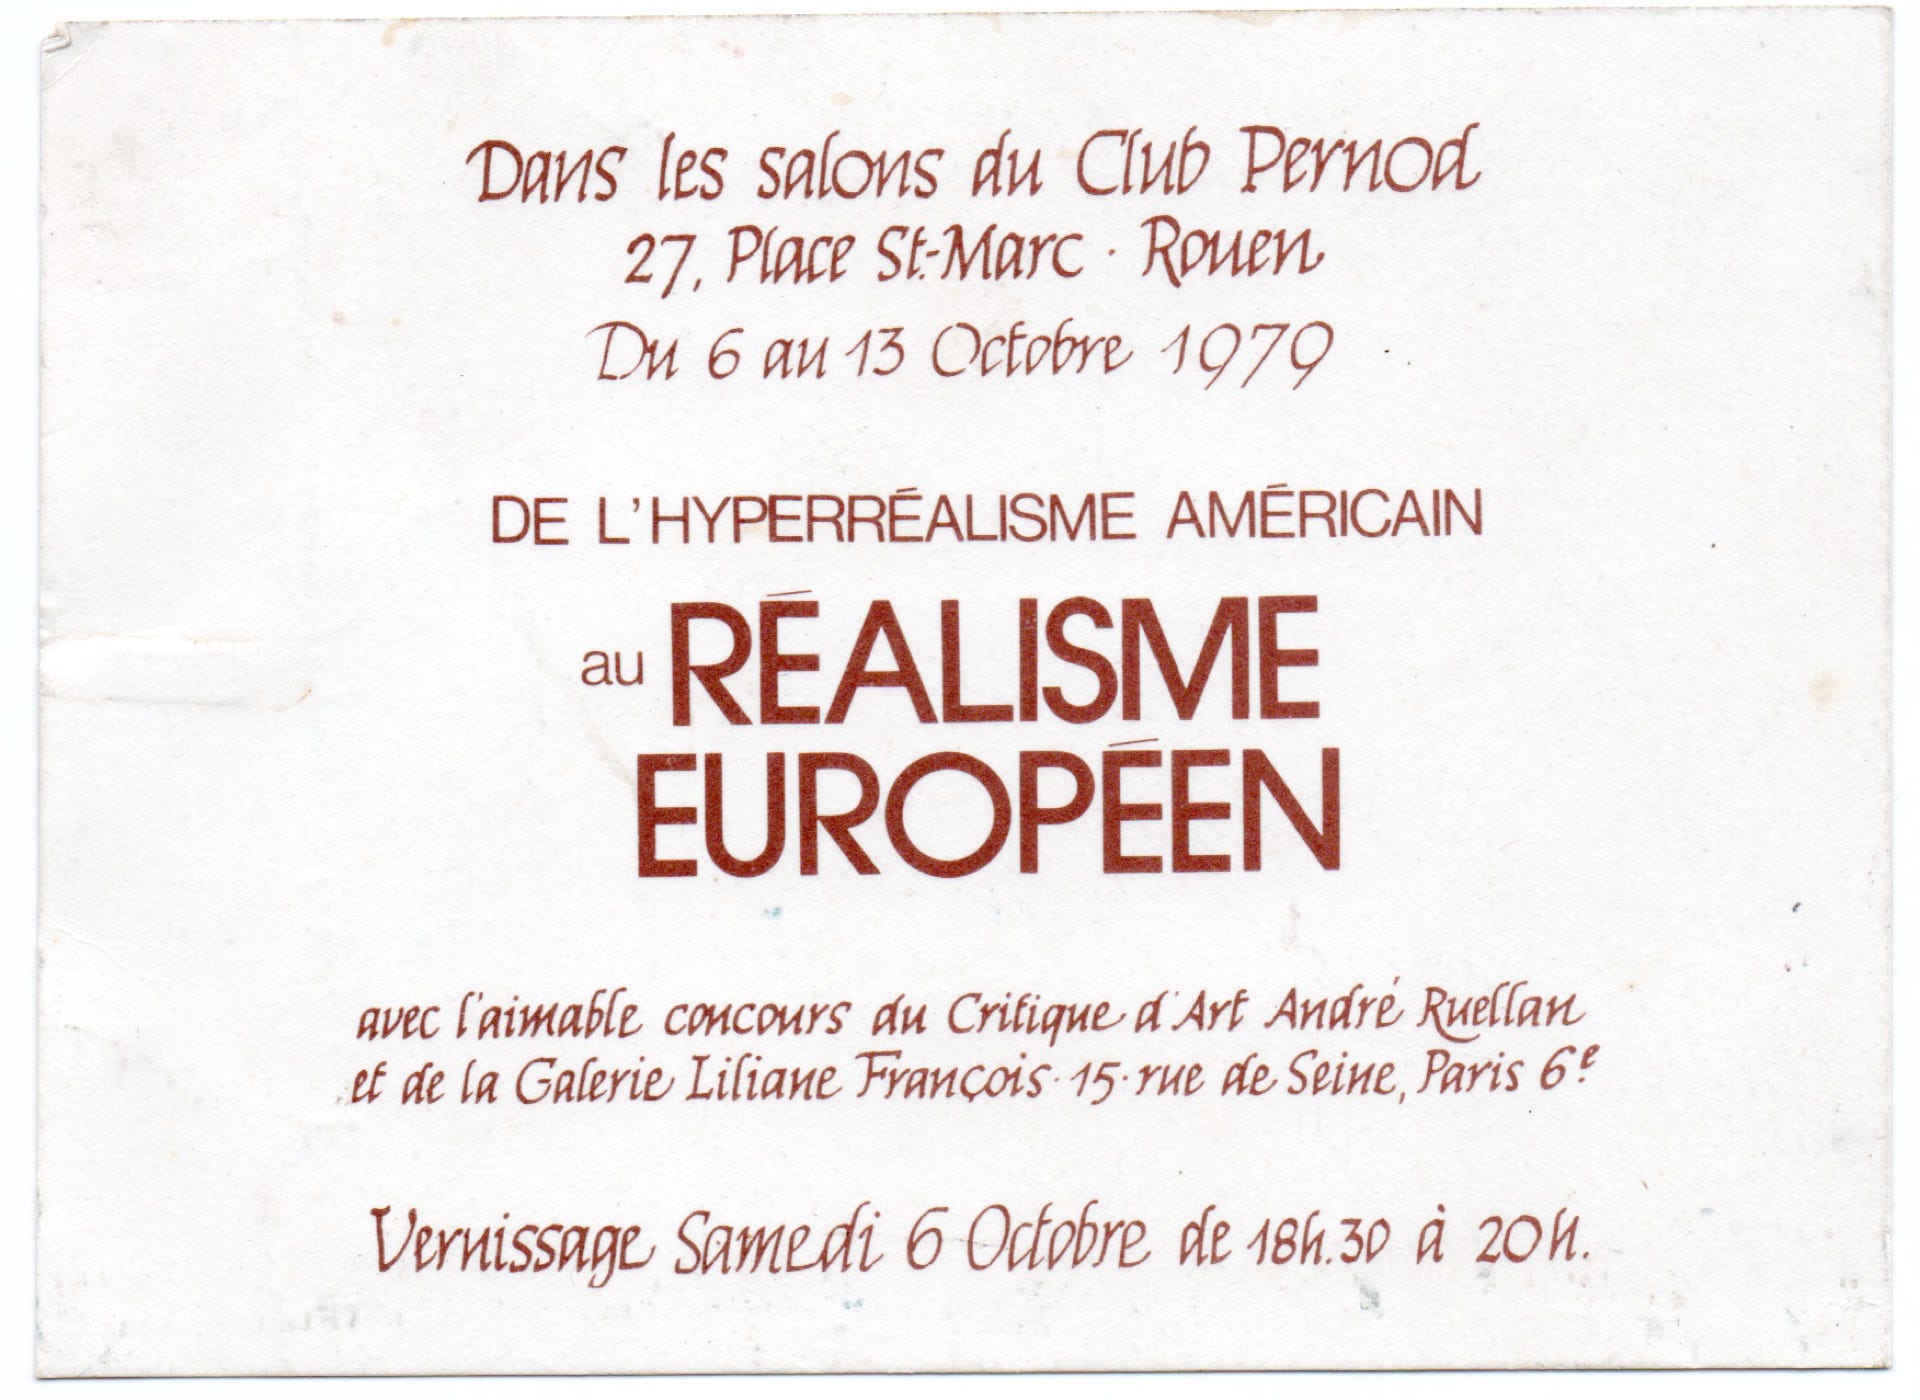 Dans les salons du Club Pernod
27, Place St-Marc · Rouen
Du 6 au 13 Octobre 1979
DE L'HYPERRÉALISME AMÉRICAIN
au RÉALISME
EUROPÉEN
avec l'aimable concours du Critique d'Art André Ruellan
et de la Galerie Liliane François · 15 · rue de Seine, Paris 6e
Vernissage Samedi 6 Octobre de 18h.30 à 20h.